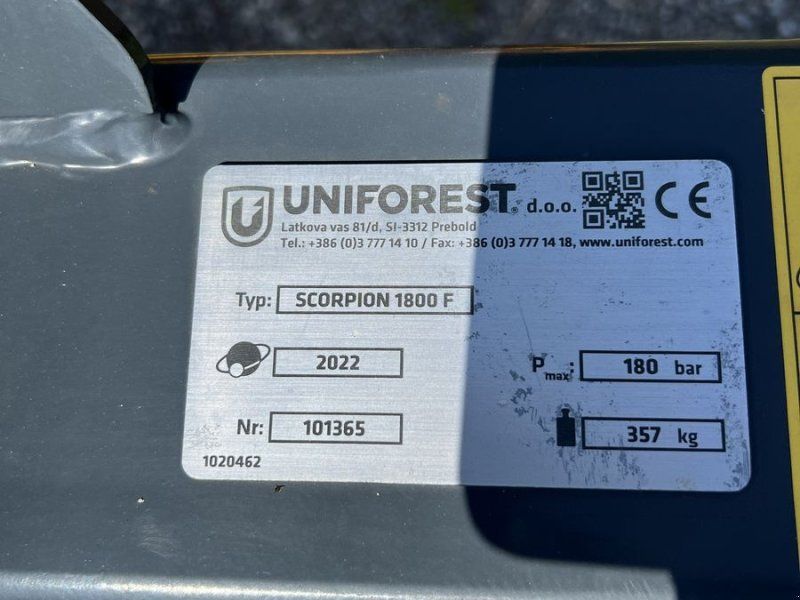 UNIFOREST® d.o.o. CE
Latkova vas 81/d, SI-3312 Prebold
Tel.: +386 (0)3 777 14 10 / Fax: +386 (0)3 777 14 18, www.uniforest.com
Typ: SCORPION 1800 F
2022
Pmax: 180 bar
Nr: 101365
357 kg
1020462